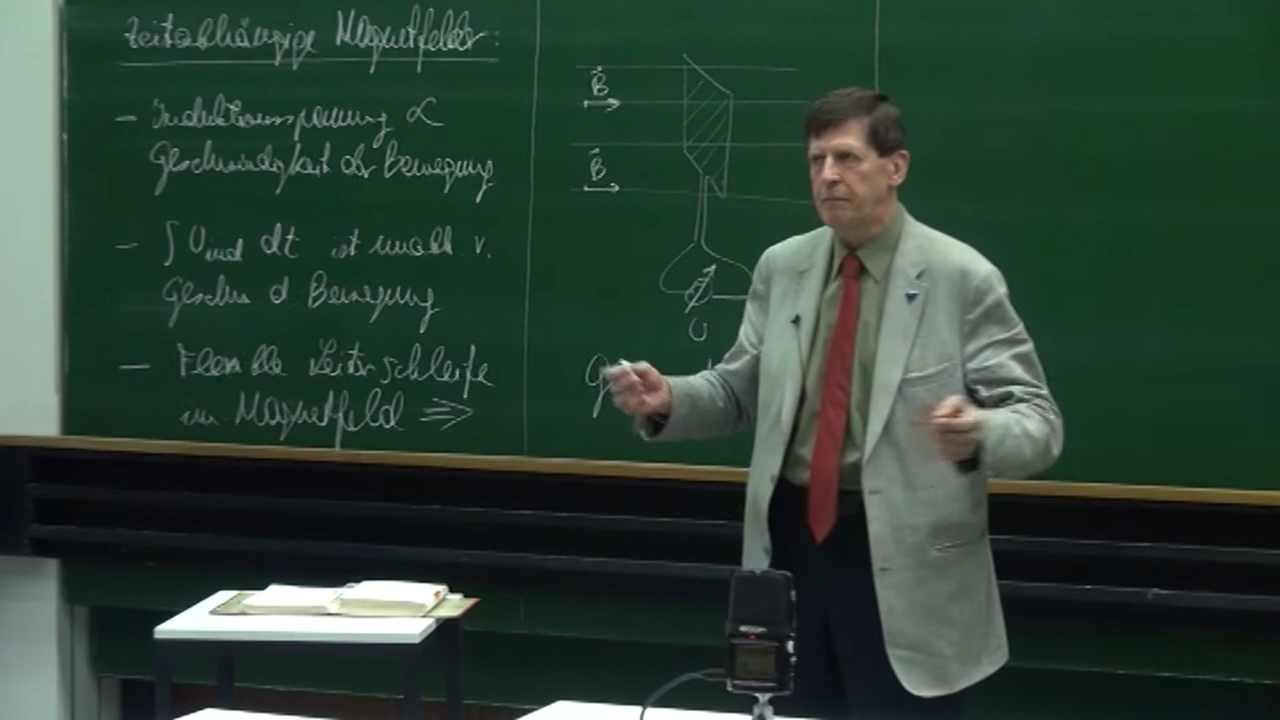 Zeitabhängige Magnetfelder:
– Induktionsspannung ∝
Geschwindigkeit der Bewegung
– ∫ Uind dt ist unabh. v.
Geschw d Bewegung
– Flexible Leiterschleife
im Magnetfeld ⇒
B⃗
B⃗
U